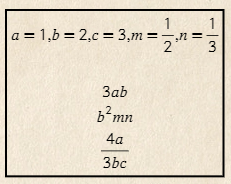 a = 1,b = 2,c = 3,m = 1/2,n = 1/3
3ab
b²mn
4a/3bc